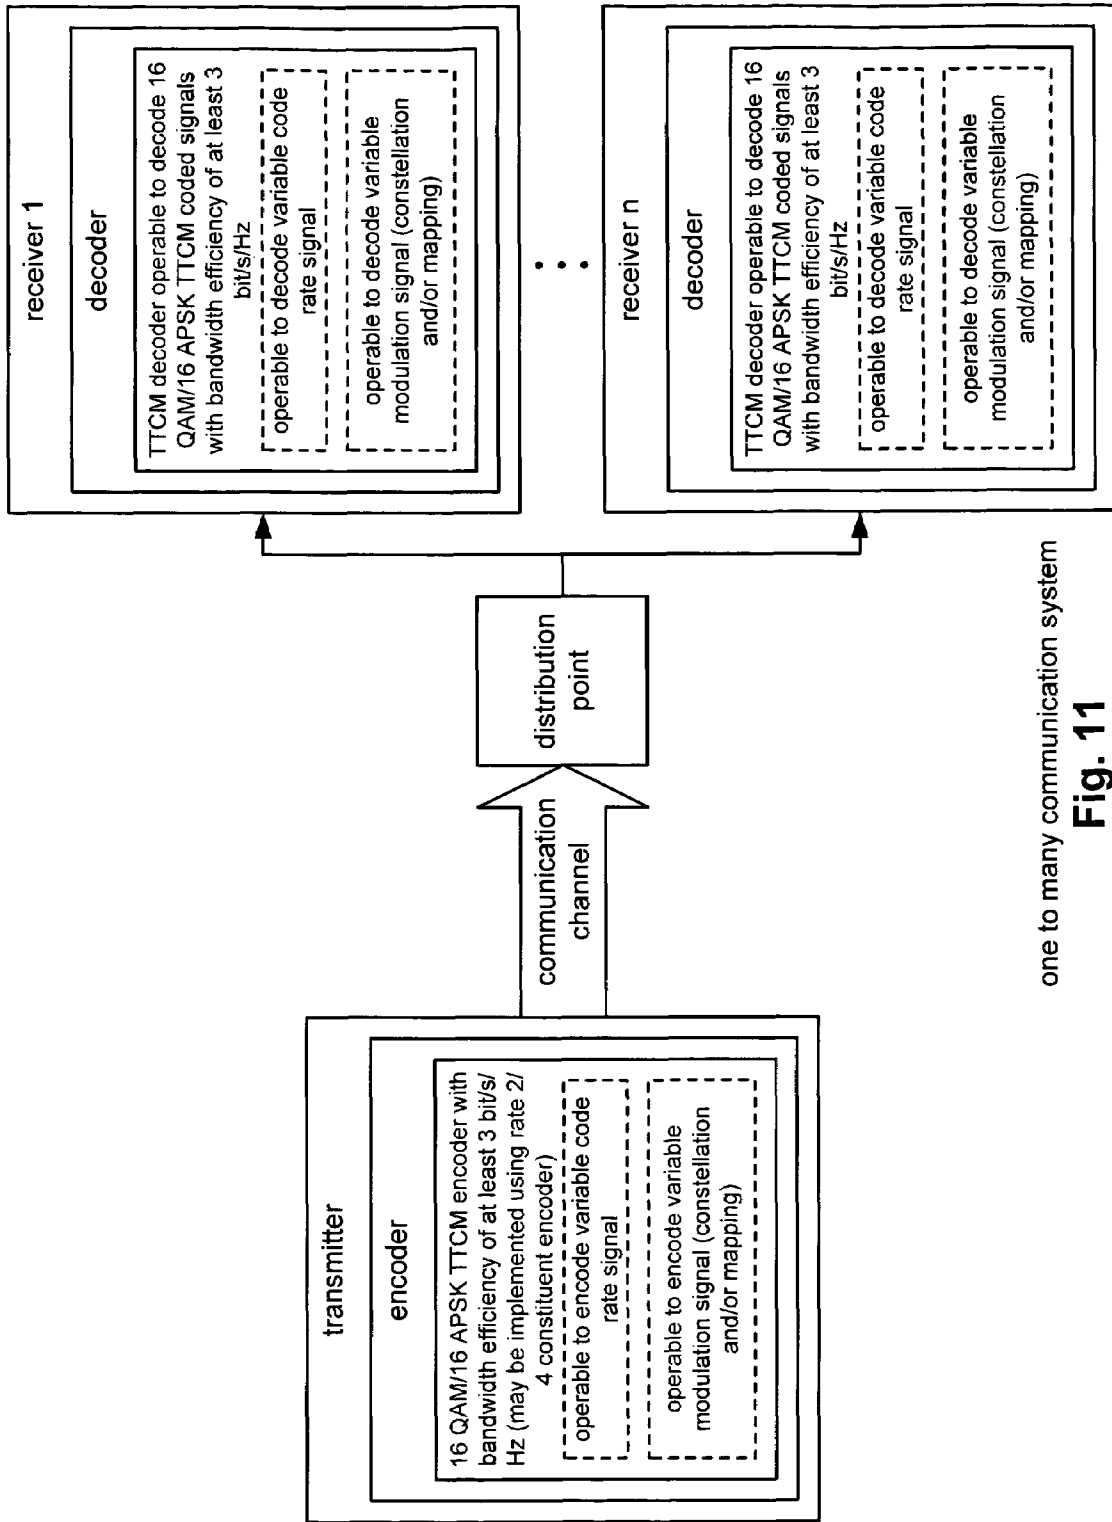 transmitter
encoder
16 QAM/16 APSK TTCM encoder with
bandwidth efficiency of at least 3 bit/s/
Hz (may be implemented using rate 2/
4 constituent encoder)
operable to encode variable code
rate signal
operable to encode variable
modulation signal (constellation
and/or mapping)
communication
channel
distribution
point
receiver 1
decoder
TTCM decoder operable to decode 16
QAM/16 APSK TTCM coded signals
with bandwidth efficiency of at least 3
bit/s/Hz
operable to decode variable code
rate signal
operable to decode variable
modulation signal (constellation
and/or mapping)
• • •
receiver n
decoder
TTCM decoder operable to decode 16
QAM/16 APSK TTCM coded signals
with bandwidth efficiency of at least 3
bit/s/Hz
operable to decode variable code
rate signal
operable to decode variable
modulation signal (constellation
and/or mapping)
one to many communication system
Fig. 11